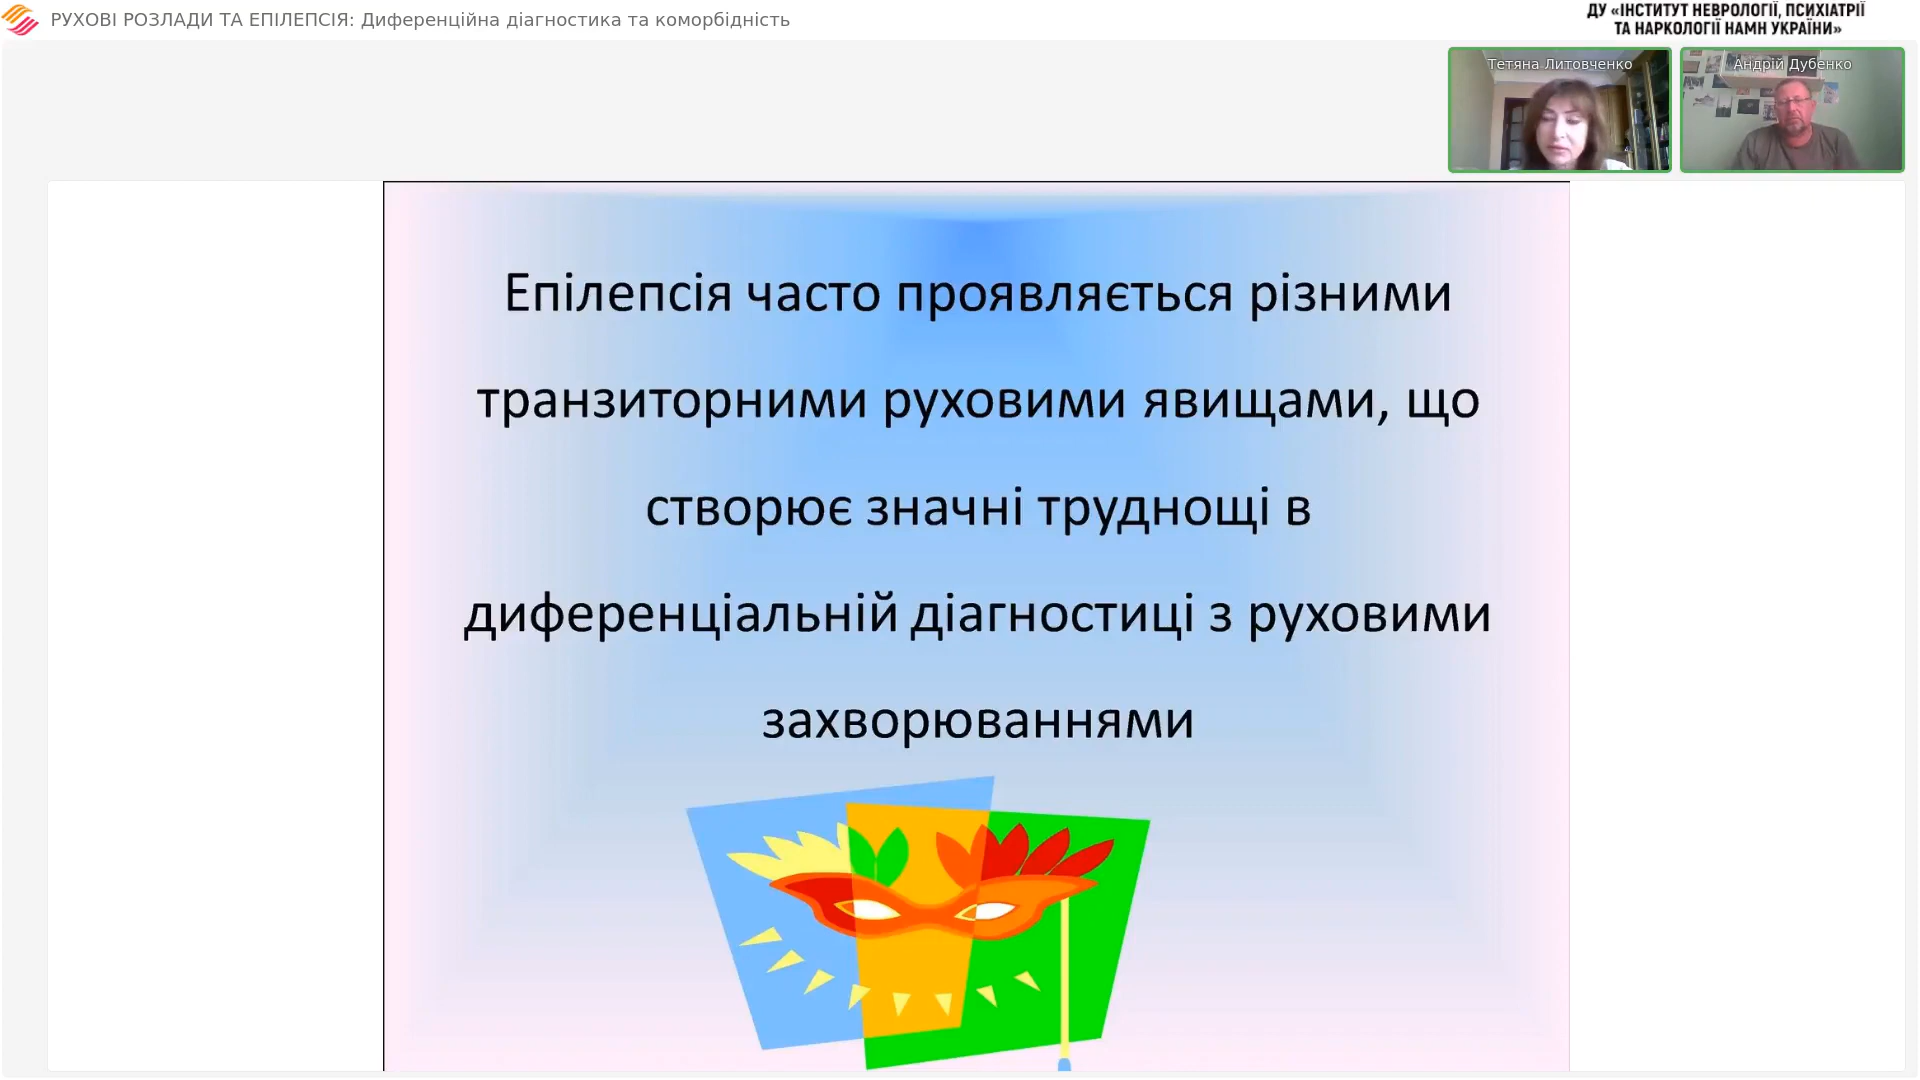 РУХОВІ РОЗЛАДИ ТА ЕПІЛЕПСІЯ: Диференційна діагностика та коморбідність
ДУ «ІНСТИТУТ НЕВРОЛОГІЇ, ПСИХІАТРІЇ
ТА НАРКОЛОГІЇ НАМН УКРАЇНИ»
Тетяна Литовченко
Андрій Дубенко
Епілепсія часто проявляється різними
транзиторними руховими явищами, що
створює значні труднощі в
диференціальній діагностиці з руховими
захворюваннями